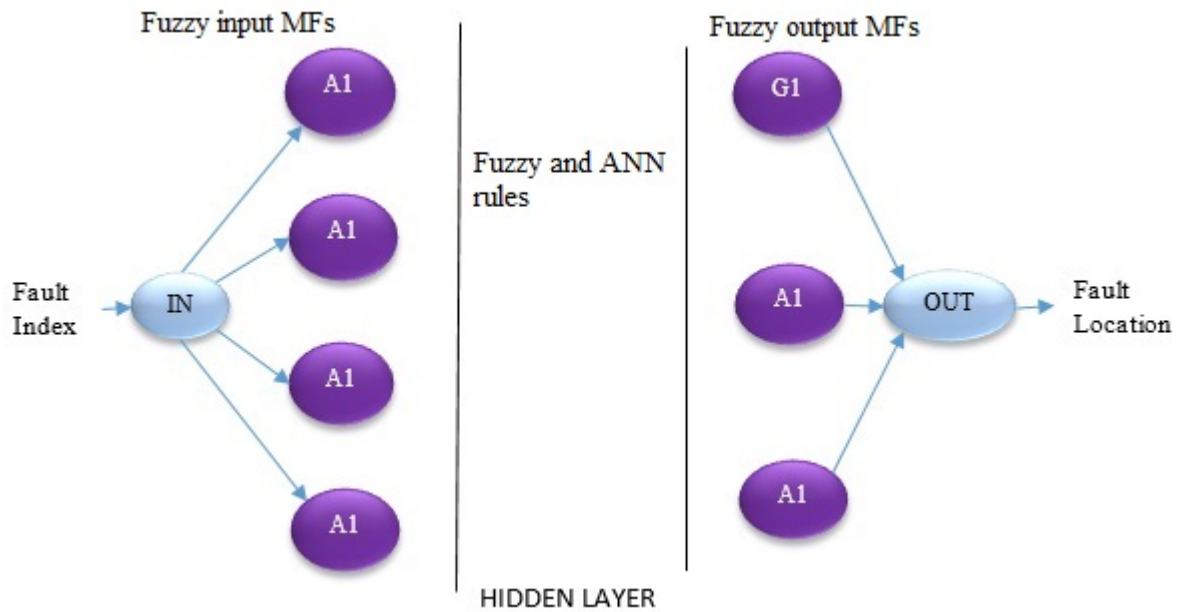 Fuzzy input MFs
Fuzzy output MFs
A1
G1
Fuzzy and ANN
rules
A1
Fault
Index
IN
A1
OUT
Fault
Location
A1
A1
A1
HIDDEN LAYER